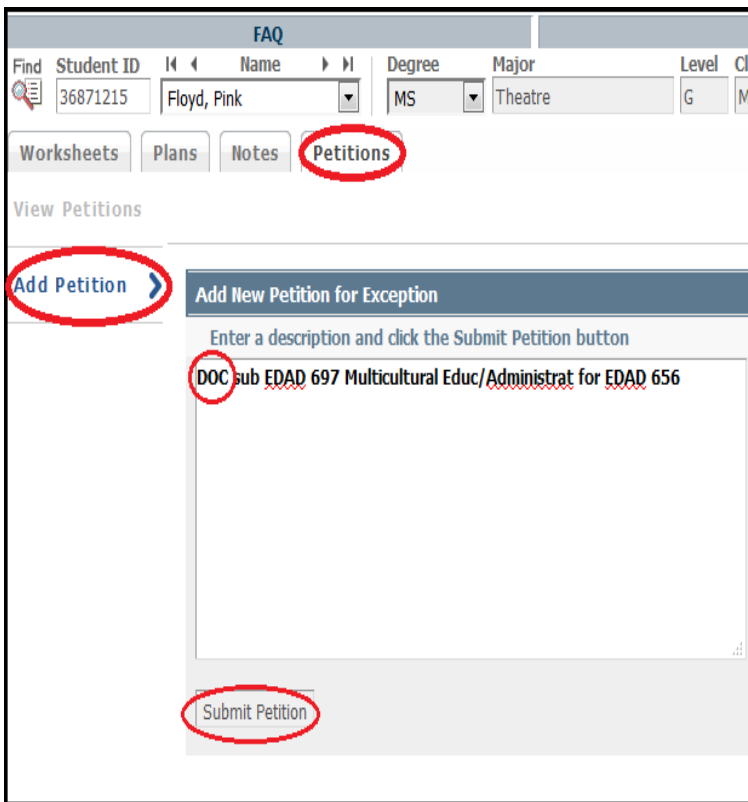 FAQ
Find Student ID Name Degree Major Level Cl
36871215 Floyd, Pink MS Theatre G M
Worksheets Plans Notes Petitions
View Petitions
Add Petition
Add New Petition for Exception
Enter a description and click the Submit Petition button
DOC sub EDAD 697 Multicultural Educ/Administrat for EDAD 656
Submit Petition